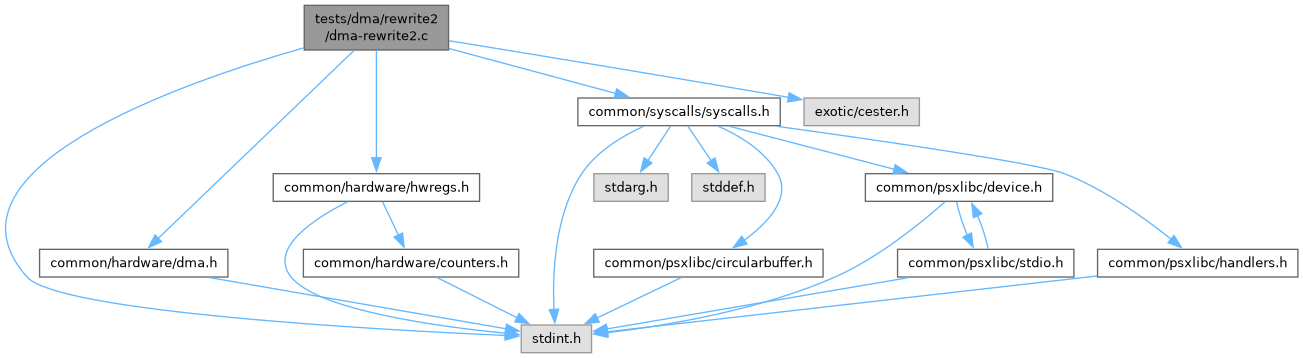 tests/dma/rewrite2
/dma-rewrite2.c
common/syscalls/syscalls.h
exotic/cester.h
common/hardware/hwregs.h
stdarg.h
stddef.h
common/psxlibc/device.h
common/hardware/dma.h
common/hardware/counters.h
common/psxlibc/circularbuffer.h
common/psxlibc/stdio.h
common/psxlibc/handlers.h
stdint.h